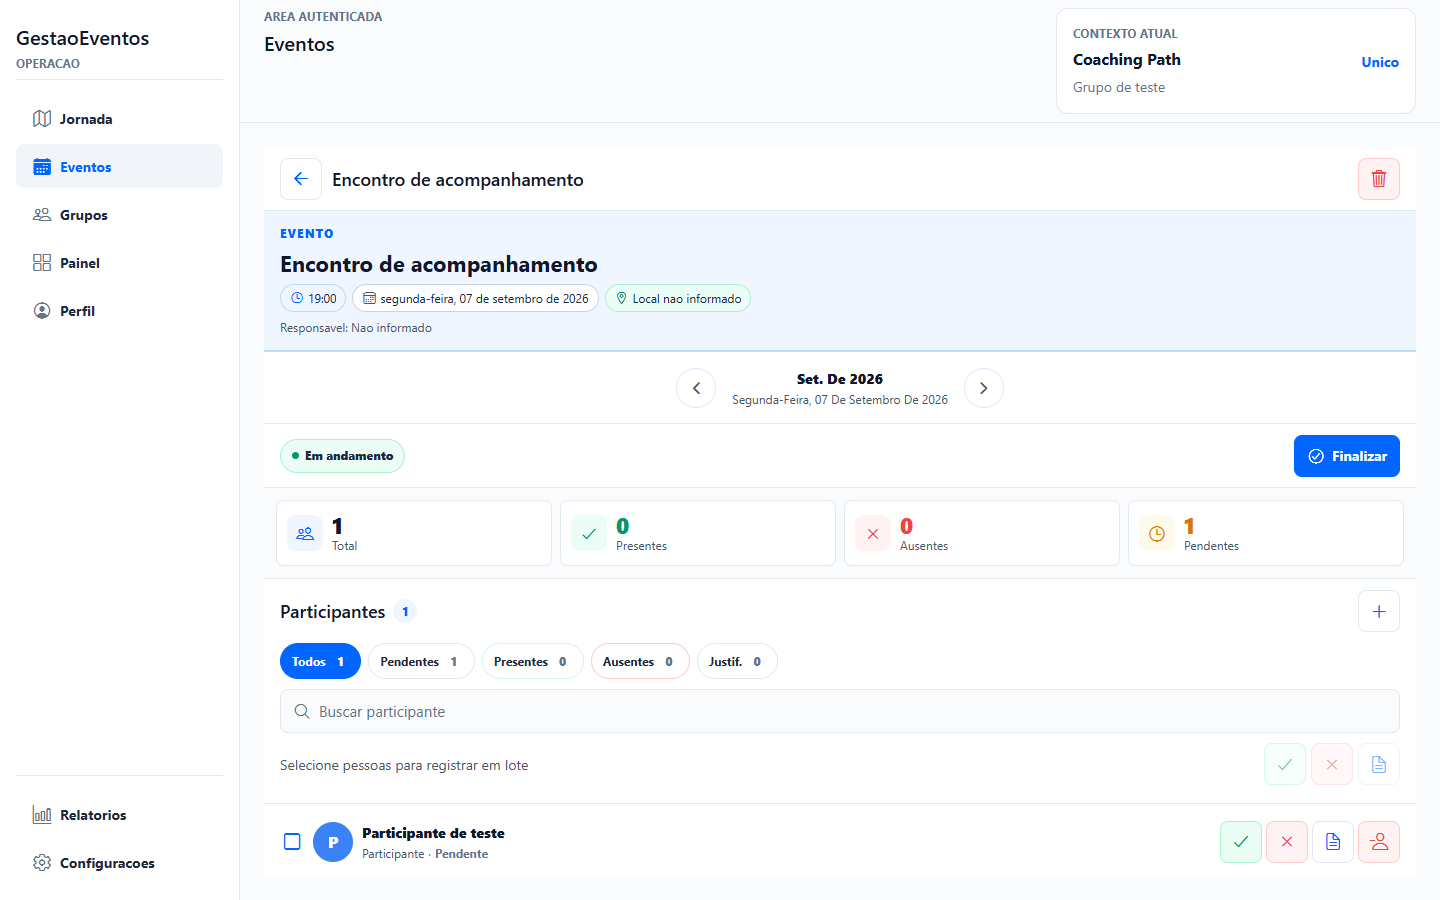 GestaoEventos
OPERACAO
Jornada
Eventos
Grupos
Painel
Perfil
Relatorios
Configuracoes
AREA AUTENTICADA
Eventos
CONTEXTO ATUAL
Coaching Path
Unico
Grupo de teste
Encontro de acompanhamento
EVENTO
Encontro de acompanhamento
19:00 segunda-feira, 07 de setembro de 2026 Local nao informado
Responsavel: Nao informado
Set. De 2026
Segunda-Feira, 07 De Setembro De 2026
Em andamento
Finalizar
1
Total
0
Presentes
0
Ausentes
1
Pendentes
Participantes 1
Todos 1 Pendentes 1 Presentes 0 Ausentes 0 Justif. 0
Buscar participante
Selecione pessoas para registrar em lote
P
Participante de teste
Participante · Pendente